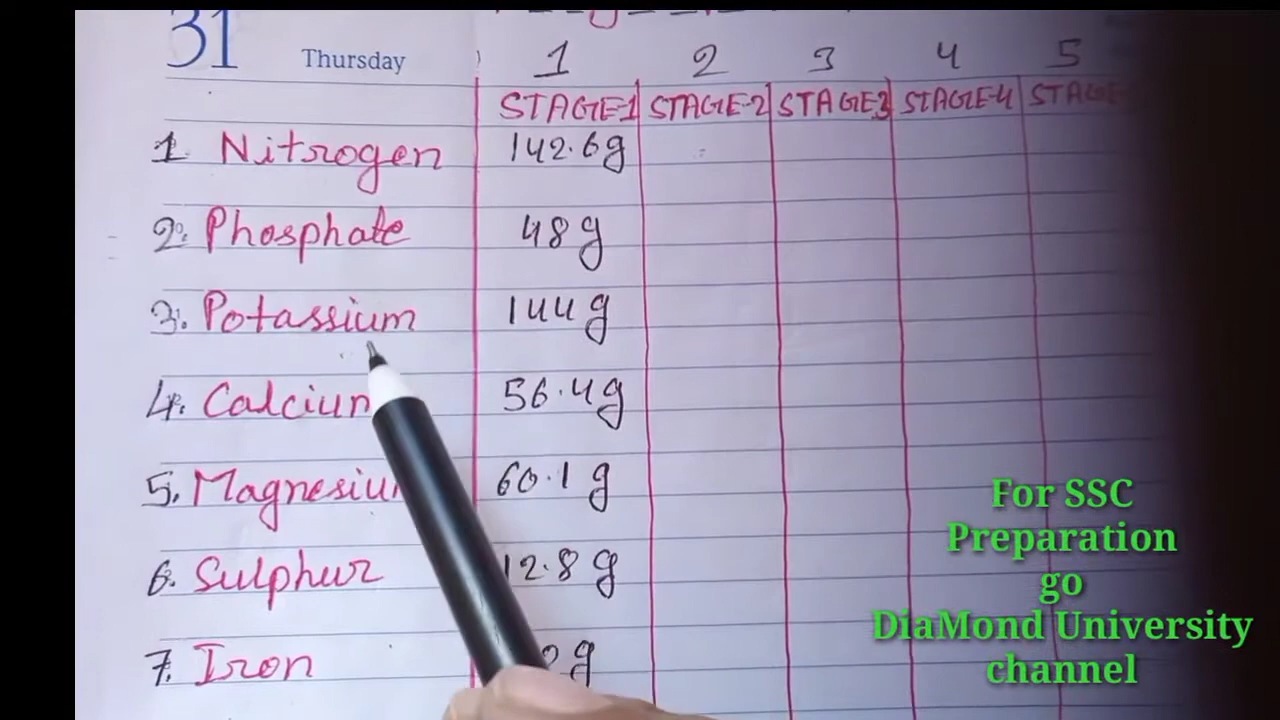 31 Thursday
1 2 3 4 5
STAGE-1 STAGE-2 STAGE3 STAGE-4
1. Nitrogen 142.6g
2. Phosphate 48g
3. Potassium 144g
4. Calcium 56.4g
5. Magnesium 60.1g
6. Sulphur 12.8g
7. Iron
For SSC
Preparation
go
DiaMond University
channel